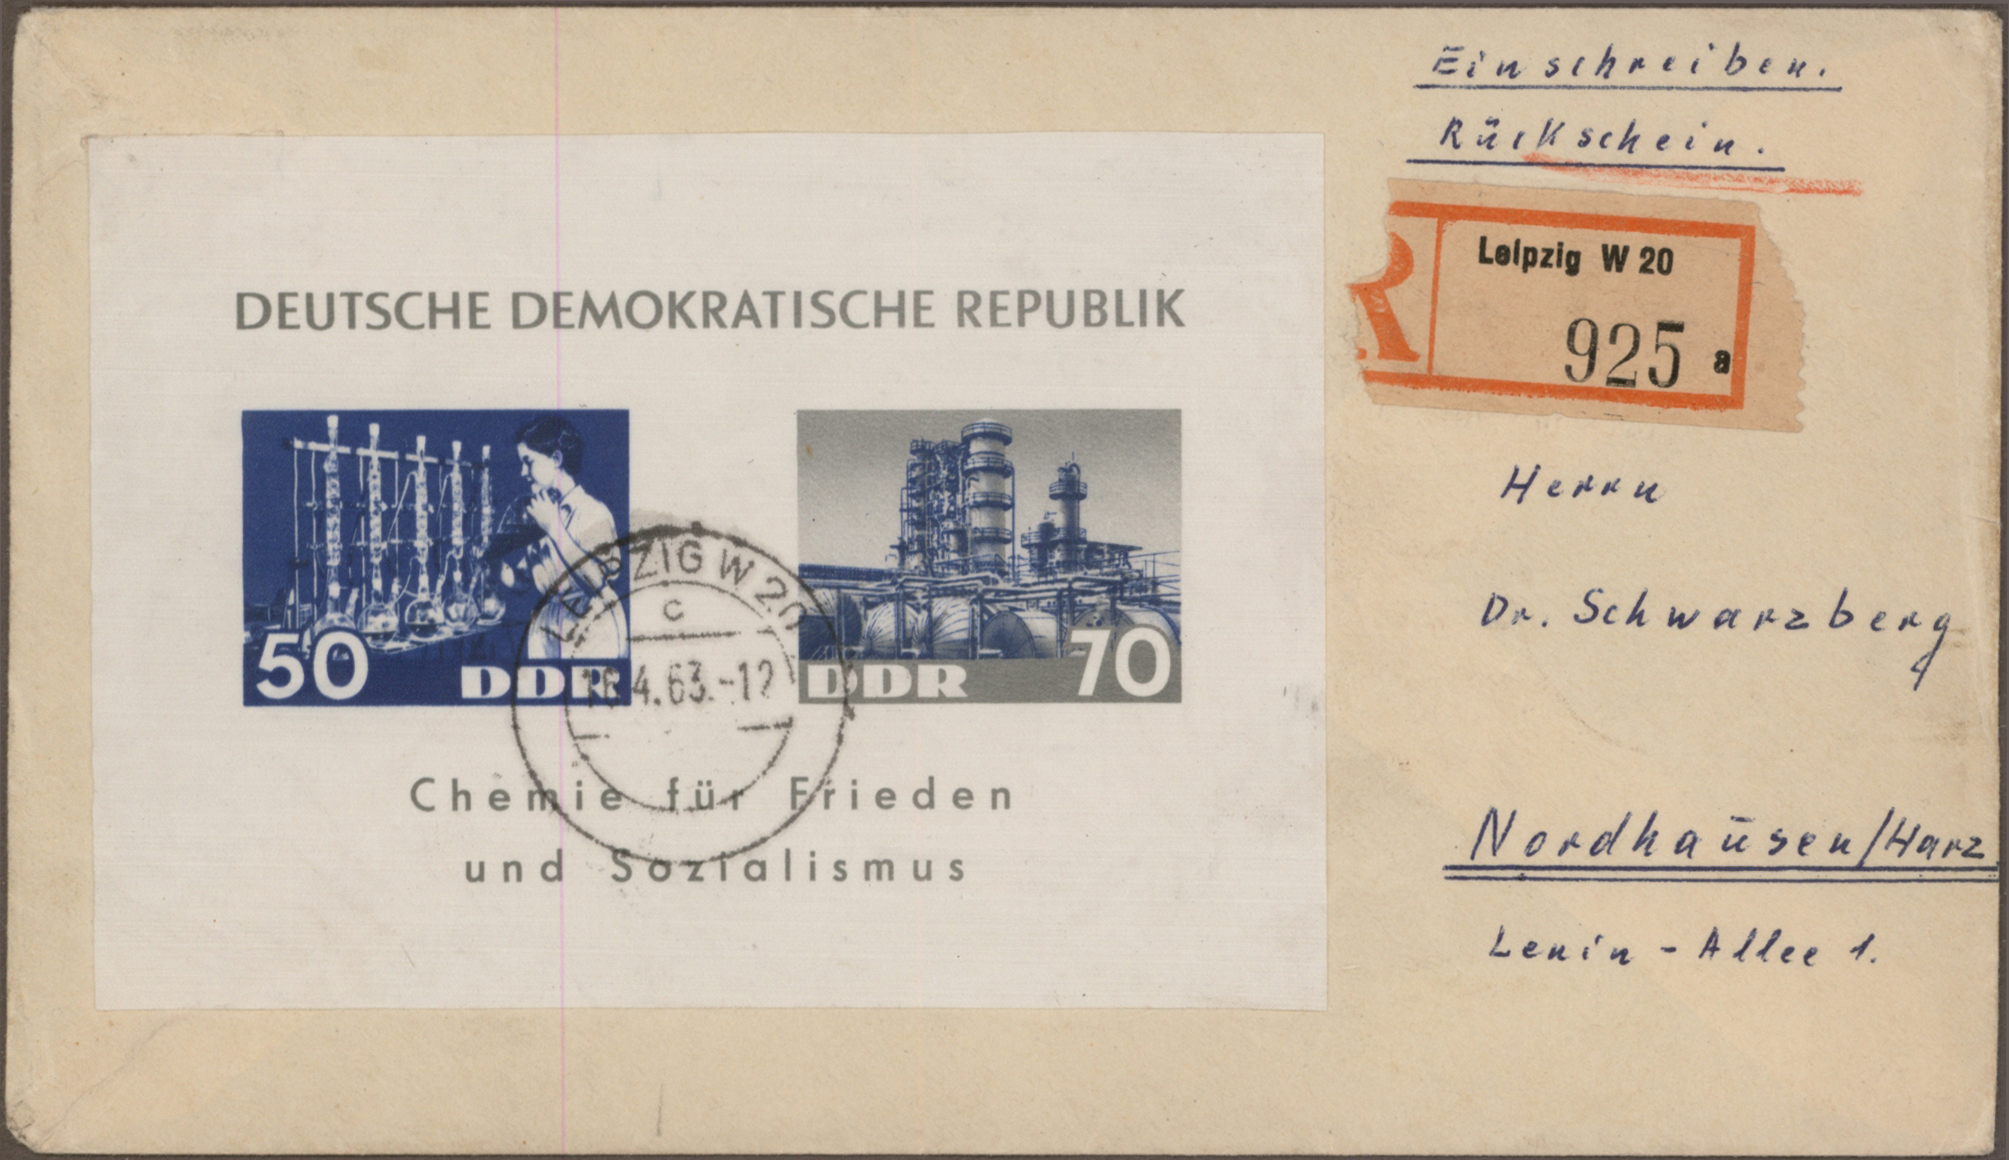 Einschreiben.
Rückschein.
R
Leipzig W 20
925 a
DEUTSCHE DEMOKRATISCHE REPUBLIK
50 DDR
DDR 70
LEIPZIG W 20
c
16.4.63.-12
Chemie für Frieden
und Sozialismus
Herrn
Dr. Schwarzberg
Nordhausen/Harz
Lenin-Allee 1.